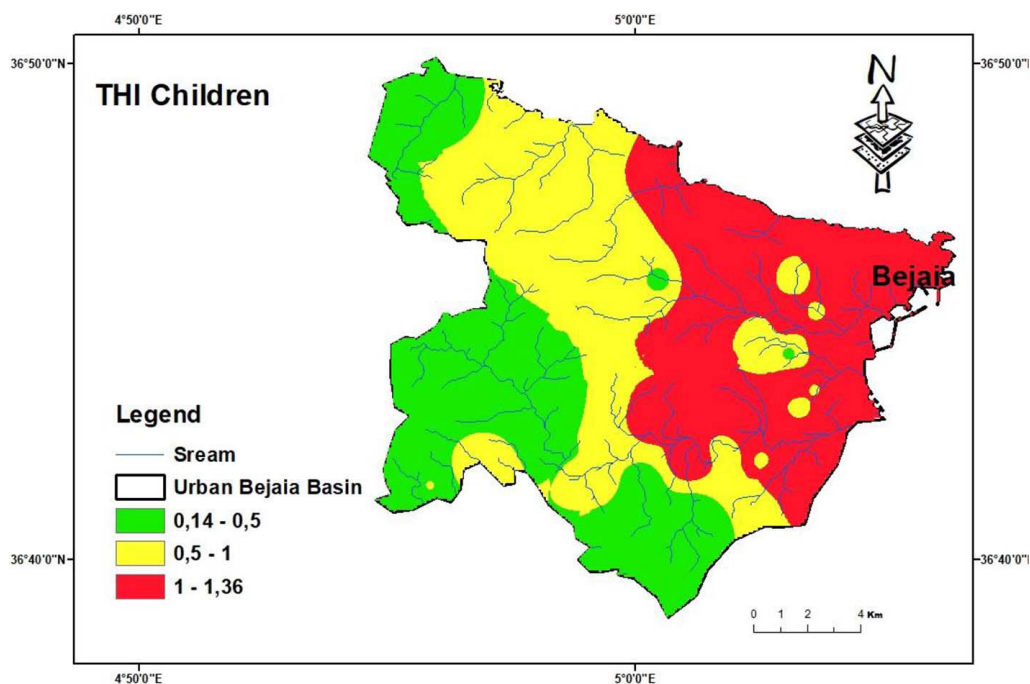 4°50'0"E 5°0'0"E
36°50'0"N 36°50'0"N
THI Children
N
Bejaia
Legend
Sream
Urban Bejaia Basin
0,14 - 0,5
0,5 - 1
1 - 1,36
36°40'0"N 36°40'0"N
0 1 2 4 Km
4°50'0"E 5°0'0"E